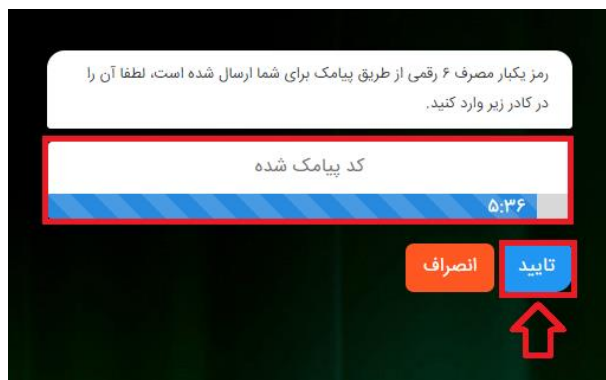 رمز یکبار مصرف ۶ رقمی از طریق پیامک برای شما ارسال شده است، لطفا آن را
در کادر زیر وارد کنید.
کد پیامک شده
۵:۳۶
تایید
انصراف